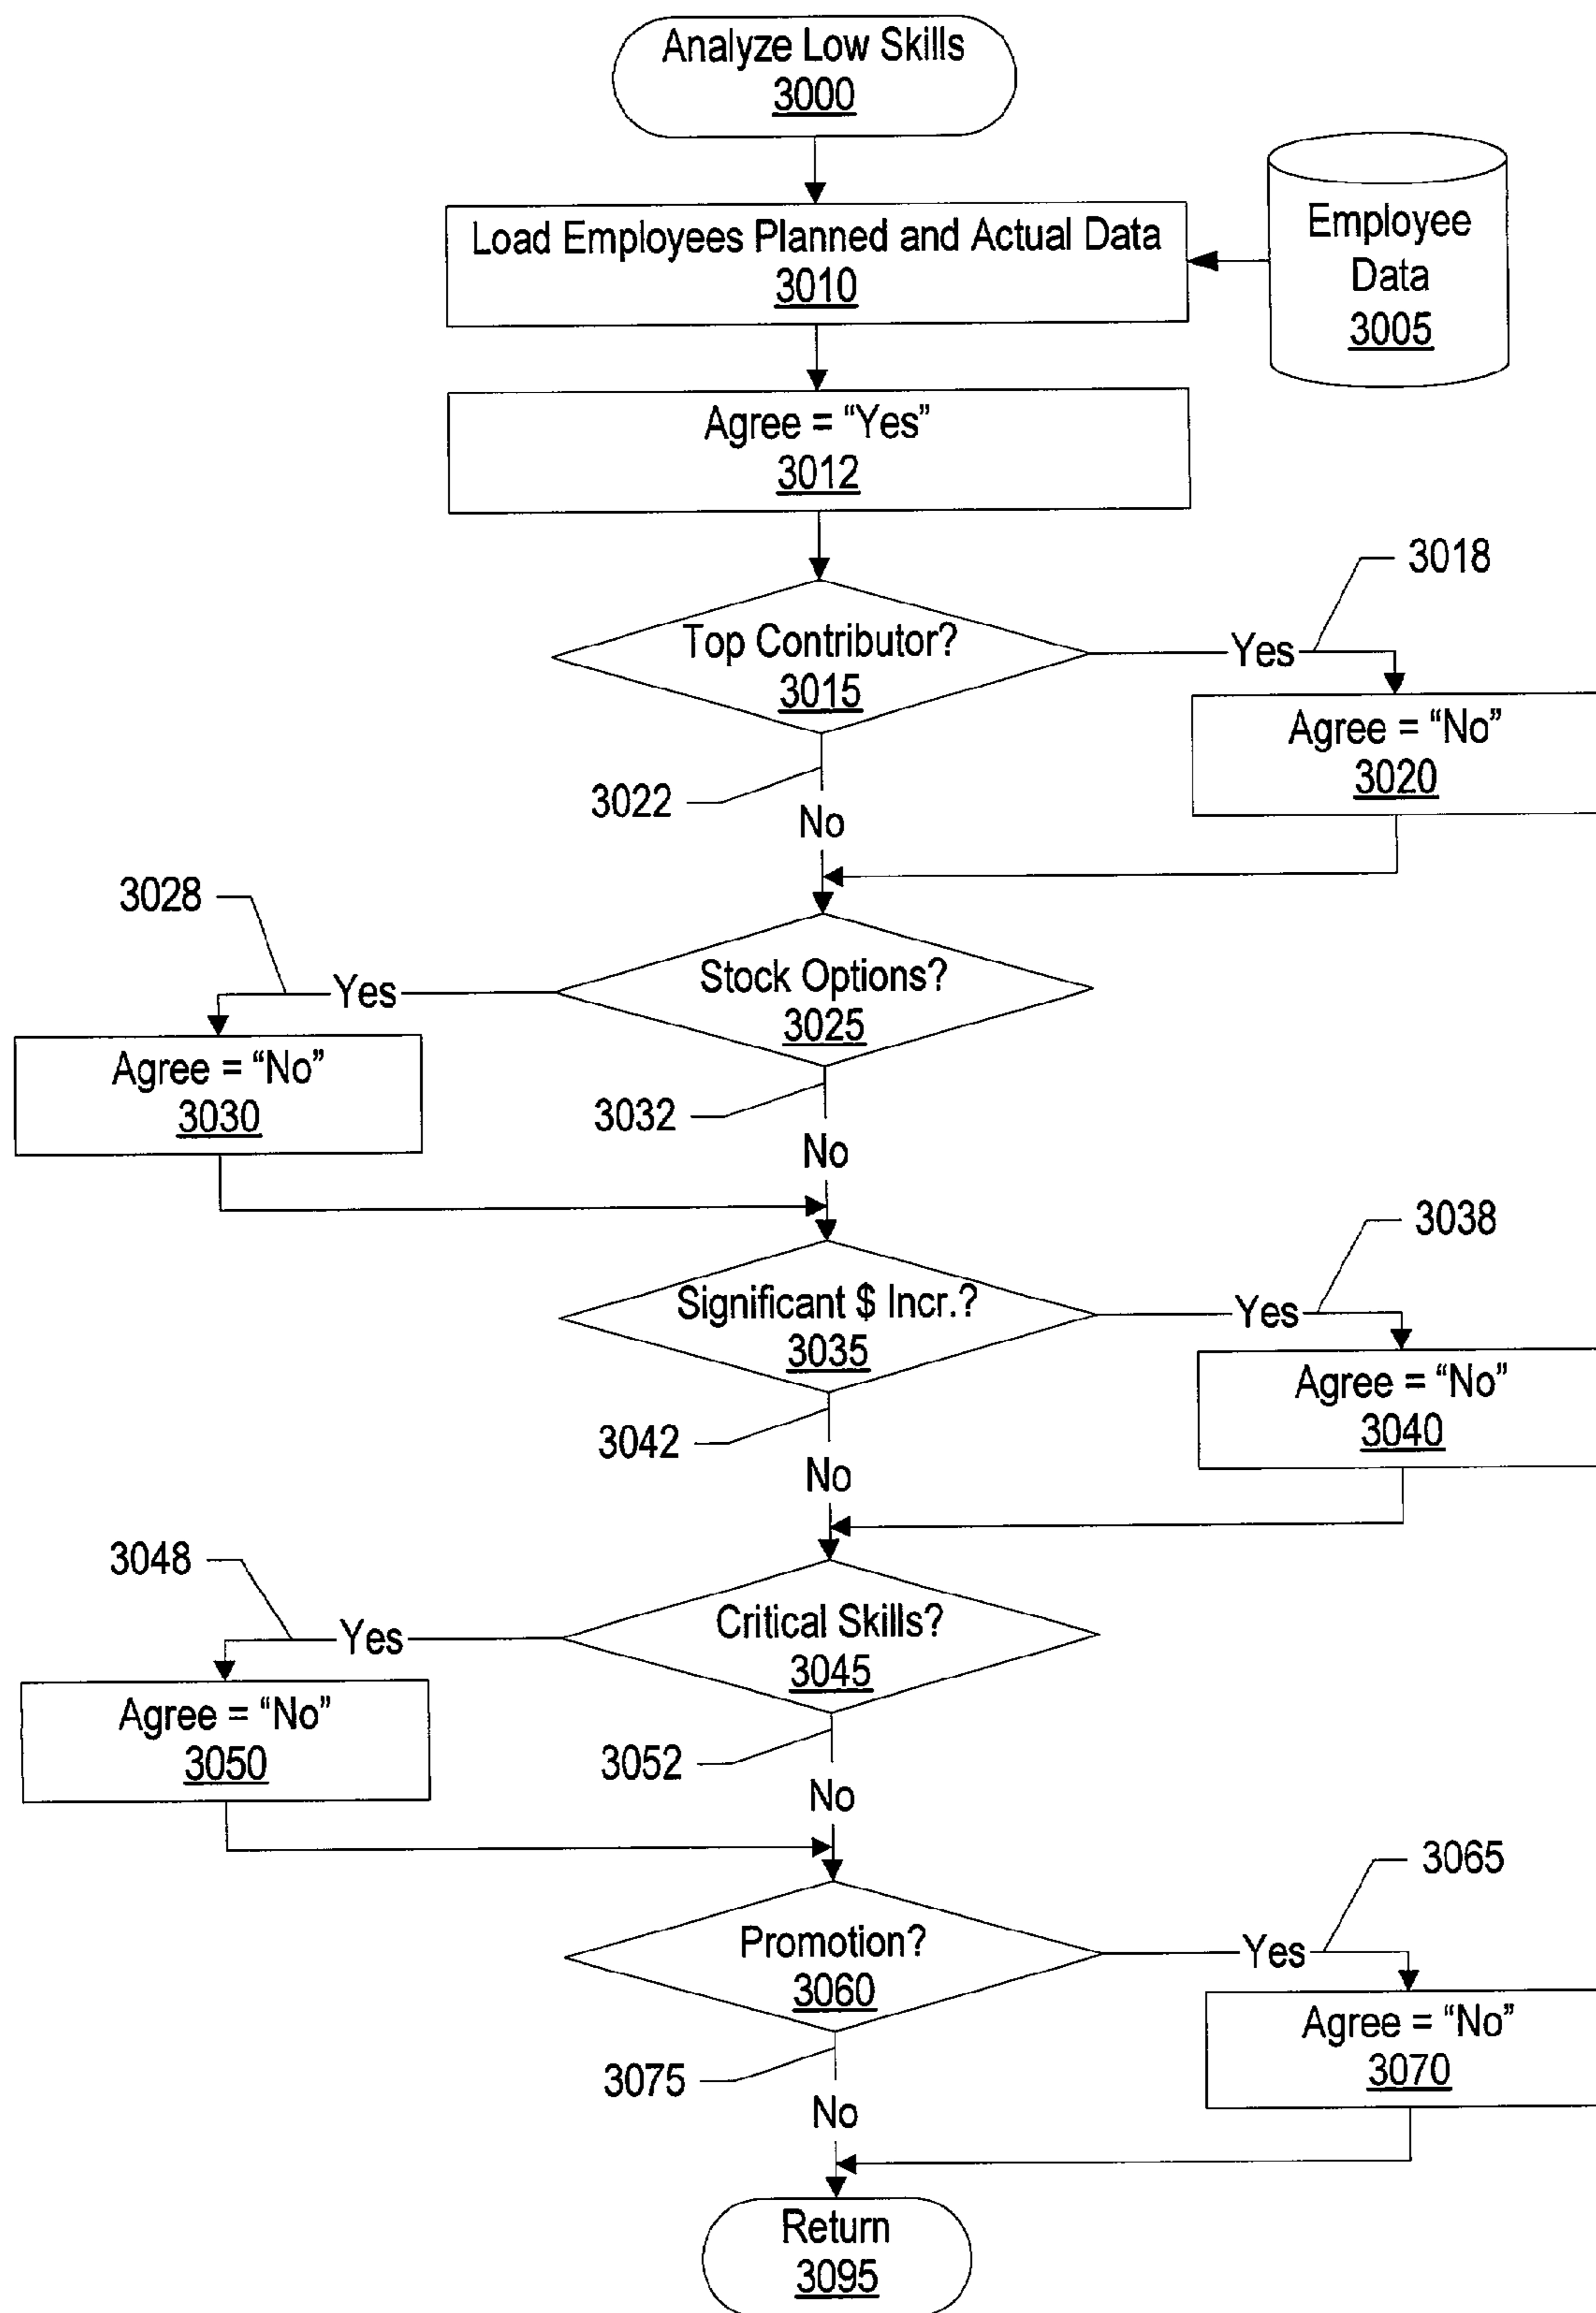 Analyze Low Skills
3000
Load Employees Planned and Actual Data
3010
Employee
Data
3005
Agree = “Yes”
3012
3018
Top Contributor?
3015
Yes
Agree = “No”
3020
3022
No
3028
Stock Options?
3025
Yes
Agree = “No”
3030
3032
No
3038
Significant $ Incr.?
3035
Yes
Agree = “No”
3040
3042
No
3048
Critical Skills?
3045
Yes
Agree = “No”
3050
3052
No
3065
Promotion?
3060
Yes
Agree = “No”
3070
3075
No
Return
3095